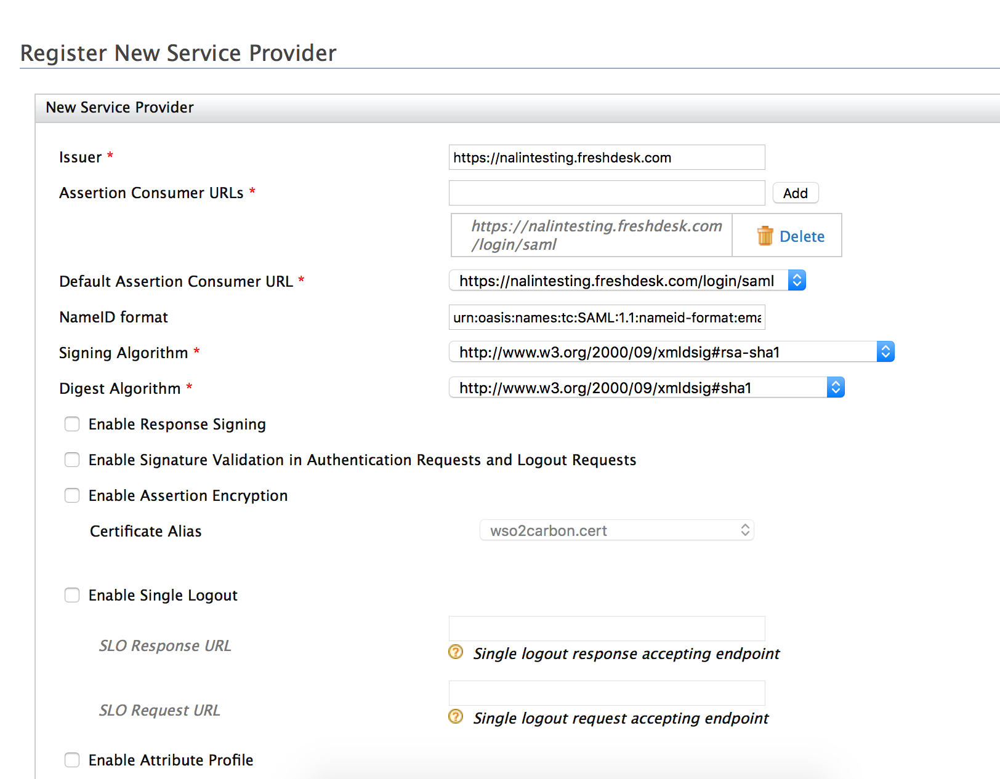 Register New Service Provider
New Service Provider
Issuer *
https://nalintesting.freshdesk.com
Assertion Consumer URLs *
Add
https://nalintesting.freshdesk.com
/login/saml
Delete
Default Assertion Consumer URL *
https://nalintesting.freshdesk.com/login/saml
NameID format
urn:oasis:names:tc:SAML:1.1:nameid-format:ema
Signing Algorithm *
http://www.w3.org/2000/09/xmldsig#rsa-sha1
Digest Algorithm *
http://www.w3.org/2000/09/xmldsig#sha1
Enable Response Signing
Enable Signature Validation in Authentication Requests and Logout Requests
Enable Assertion Encryption
Certificate Alias
wso2carbon.cert
Enable Single Logout
SLO Response URL
? Single logout response accepting endpoint
SLO Request URL
? Single logout request accepting endpoint
Enable Attribute Profile